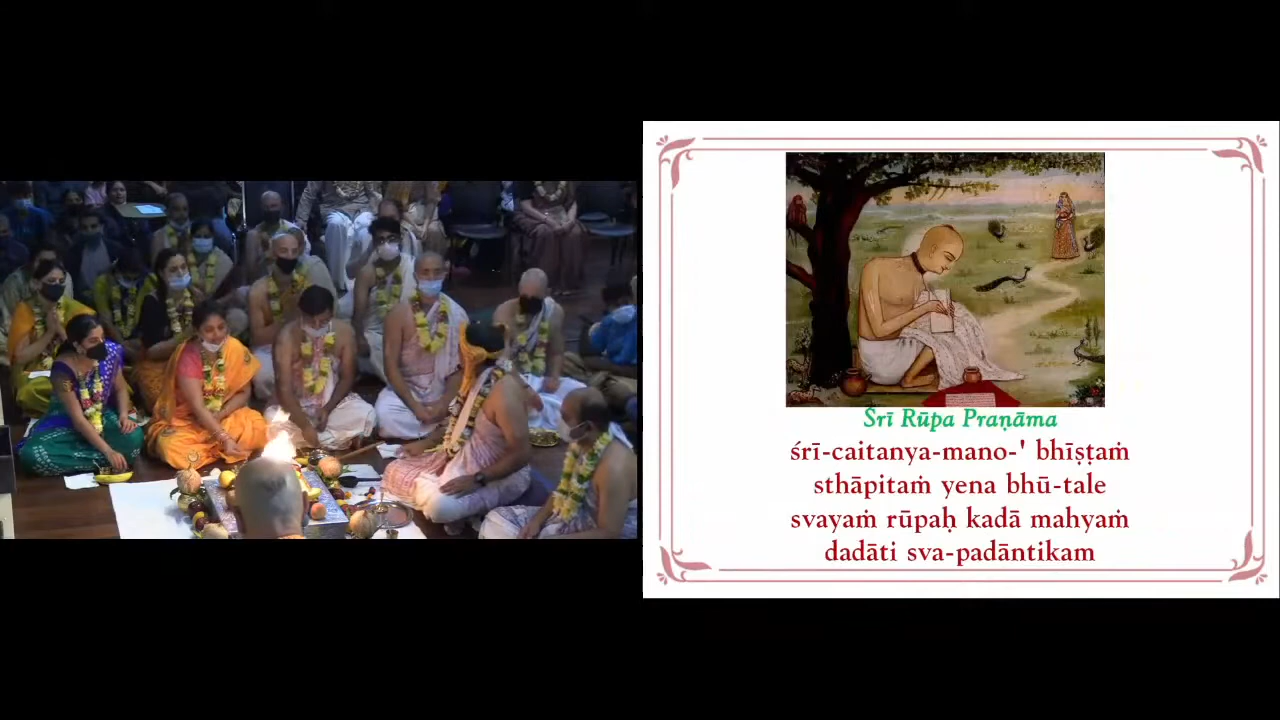 Śrī Rūpa Praṇāma
śrī-caitanya-mano-' bhīṣṭaṁ
sthāpitaṁ yena bhū-tale
svayaṁ rūpaḥ kadā mahyaṁ
dadāti sva-padāntikam